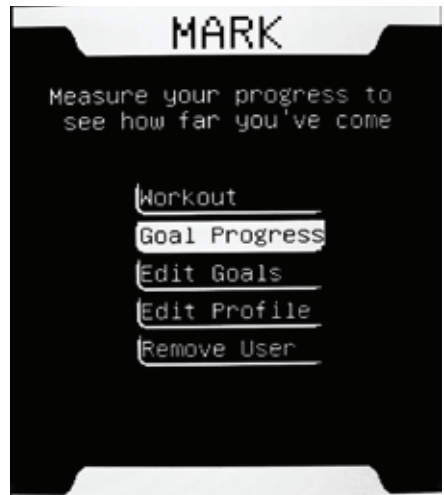 MARK
Measure your progress to
see how far you've come
Workout
Goal Progress
Edit Goals
Edit Profile
Remove User